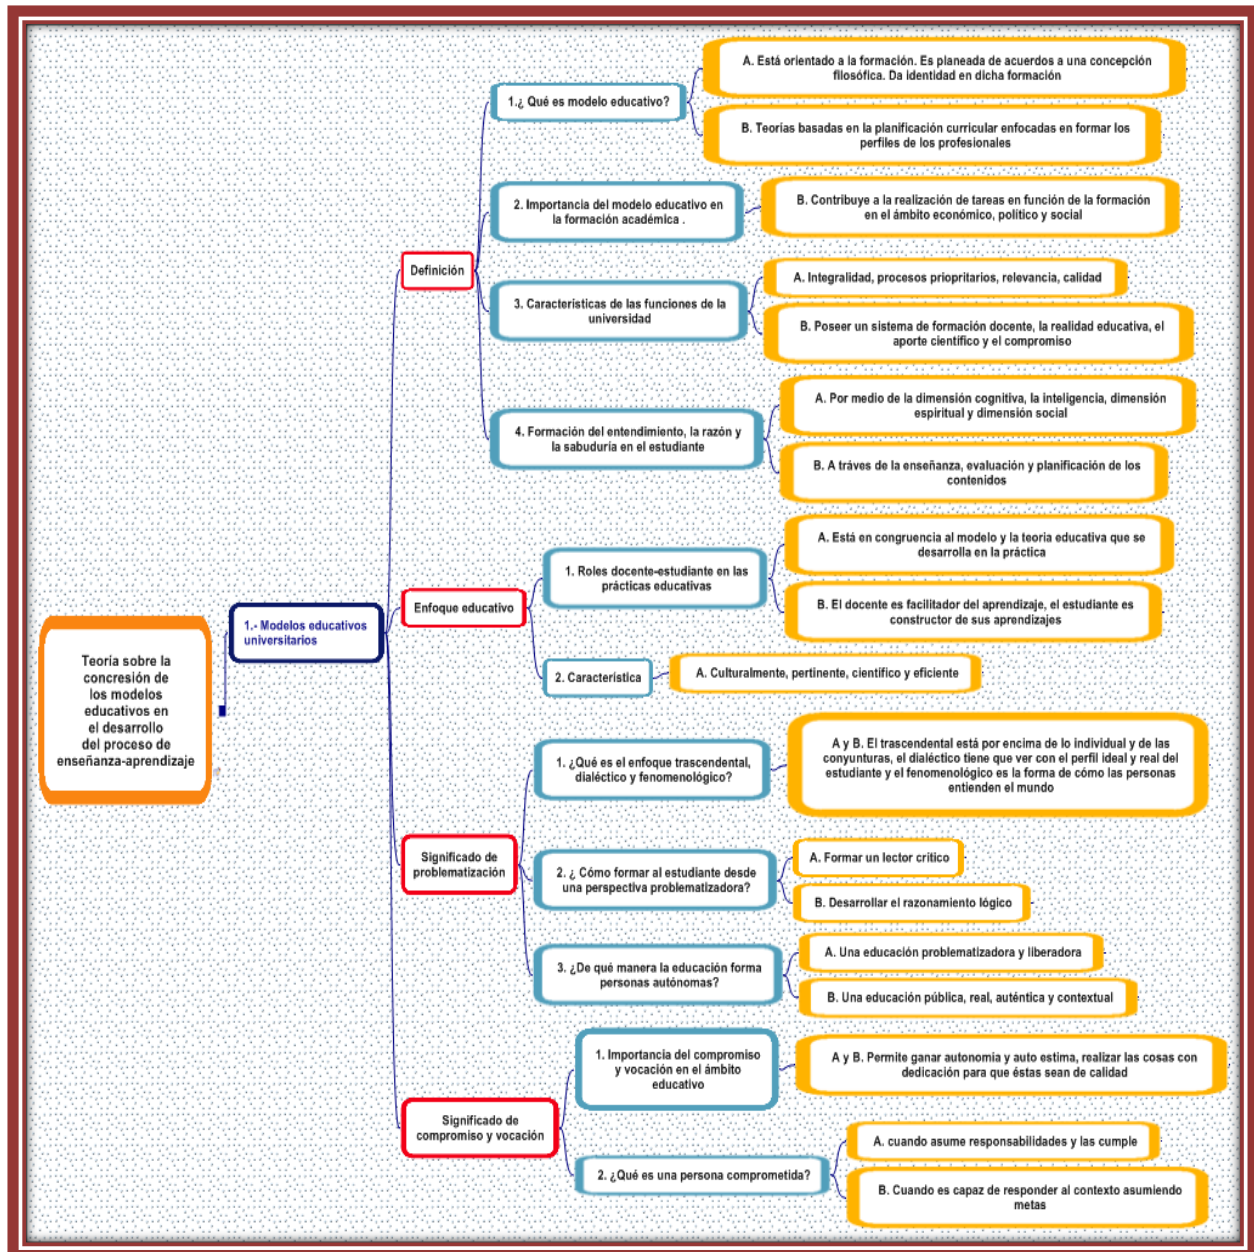 Teoría sobre la
concresión de
los modelos
educativos en
el desarrollo
del proceso de
enseñanza-aprendizaje
1.- Modelos educativos
universitarios
Definición
1.¿ Qué es modelo educativo?
A. Está orientado a la formación. Es planeada de acuerdos a una concepción
filosófica. Da identidad en dicha formación
B. Teorías basadas en la planificación curricular enfocadas en formar los
perfiles de los profesionales
2. Importancia del modelo educativo en
la formación académica .
B. Contribuye a la realización de tareas en función de la formación
en el ámbito económico, político y social
3. Características de las funciones de la
universidad
A. Integralidad, procesos priopritarios, relevancia, calidad
B. Poseer un sistema de formación docente, la realidad educativa, el
aporte científico y el compromiso
4. Formación del entendimiento, la razón y
la sabuduría en el estudiante
A. Por medio de la dimensión cognitiva, la inteligencia, dimensión
espiritual y dimensión social
B. A tráves de la enseñanza, evaluación y planificación de los
contenidos
Enfoque educativo
1. Roles docente-estudiante en las
prácticas educativas
A. Está en congruencia al modelo y la teoría educativa que se
desarrolla en la práctica
B. El docente es facilitador del aprendizaje, el estudiante es
constructor de sus aprendizajes
2. Característica
A. Culturalmente, pertinente, científico y eficiente
Significado de
problematización
1. ¿Qué es el enfoque trascendental,
dialéctico y fenomenológico?
A y B. El trascendental está por encima de lo individual y de las
conyunturas, el dialéctico tiene que ver con el perfil ideal y real del
estudiante y el fenomenológico es la forma de cómo las personas
entienden el mundo
2. ¿ Cómo formar al estudiante desde
una perspectiva problematizadora?
A. Formar un lector crítico
B. Desarrollar el razonamiento lógico
3. ¿De qué manera la educación forma
personas autónomas?
A. Una educación problematizadora y liberadora
B. Una educación pública, real, auténtica y contextual
Significado de
compromiso y vocación
1. Importancia del compromiso
y vocación en el ámbito
educativo
A y B. Permite ganar autonomía y auto estima, realizar las cosas con
dedicación para que éstas sean de calidad
2. ¿Qué es una persona comprometida?
A. cuando asume responsabilidades y las cumple
B. Cuando es capaz de responder al contexto asumiendo
metas